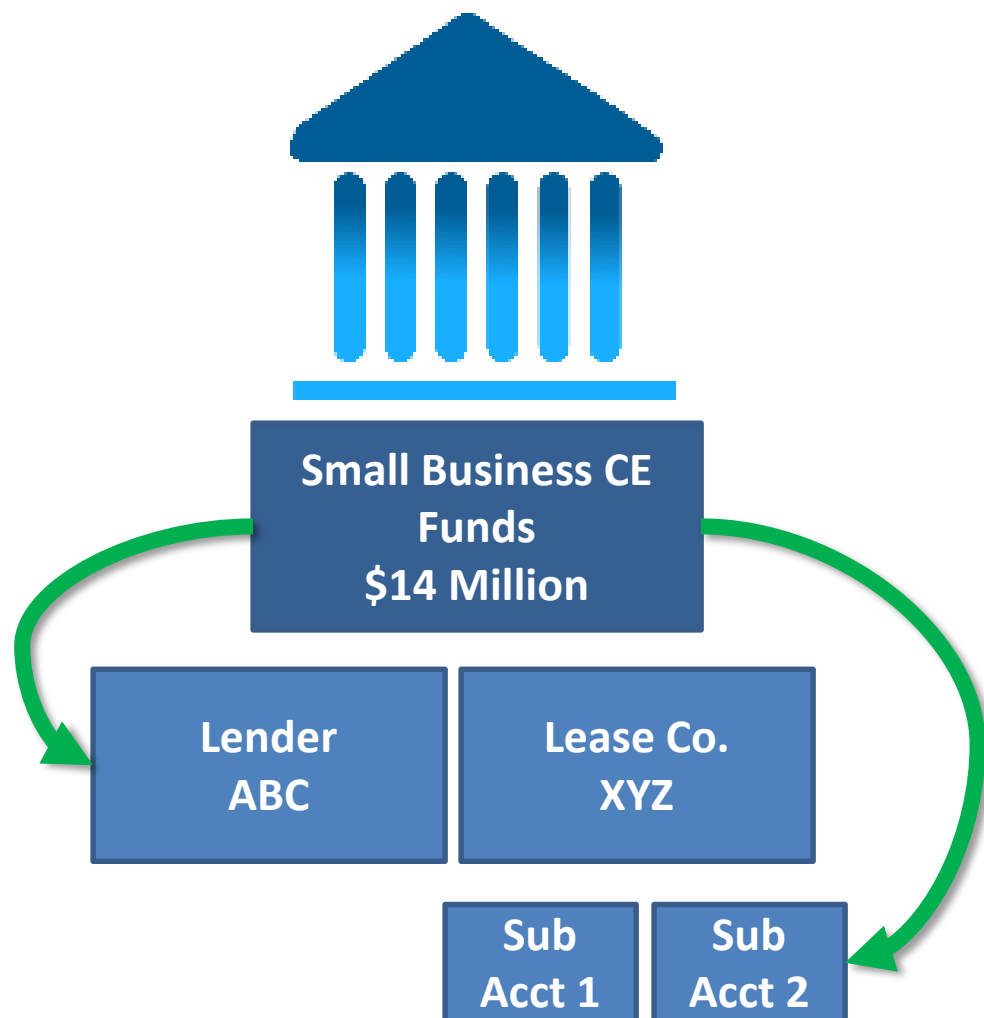 Small Business CE
Funds
$14 Million
Lender
ABC
Lease Co.
XYZ
Sub
Acct 1
Sub
Acct 2